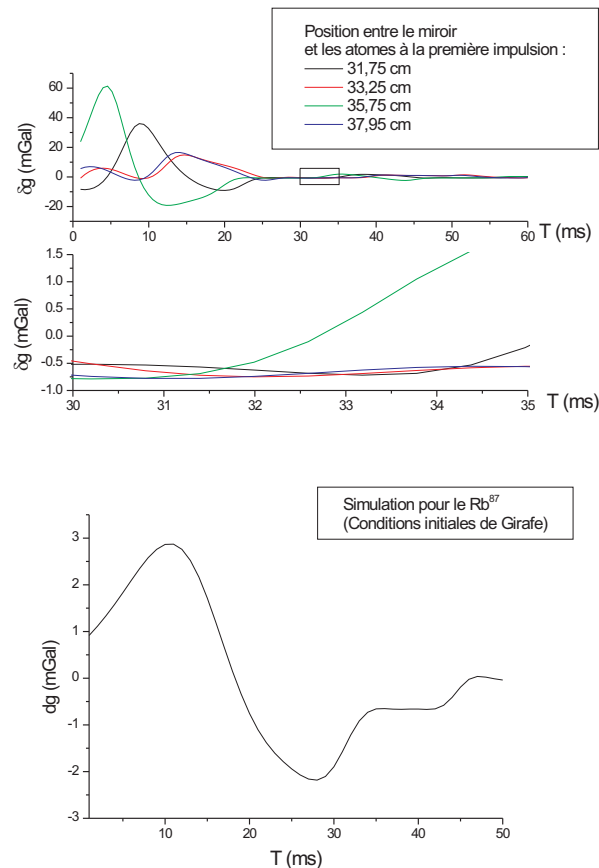 Position entre le miroir
et les atomes à la première impulsion :
31,75 cm
33,25 cm
35,75 cm
37,95 cm
δg (mGal)
60
40
20
0
-20
0 10 20 30 40 50 60
T (ms)
δg (mGal)
1.5
1.0
0.5
0.0
-0.5
-1.0
30 31 32 33 34 35
T (ms)
Simulation pour le Rb⁸⁷
(Conditions initiales de Girafe)
dg (mGal)
3
2
1
0
-1
-2
-3
10 20 30 40 50
T (ms)